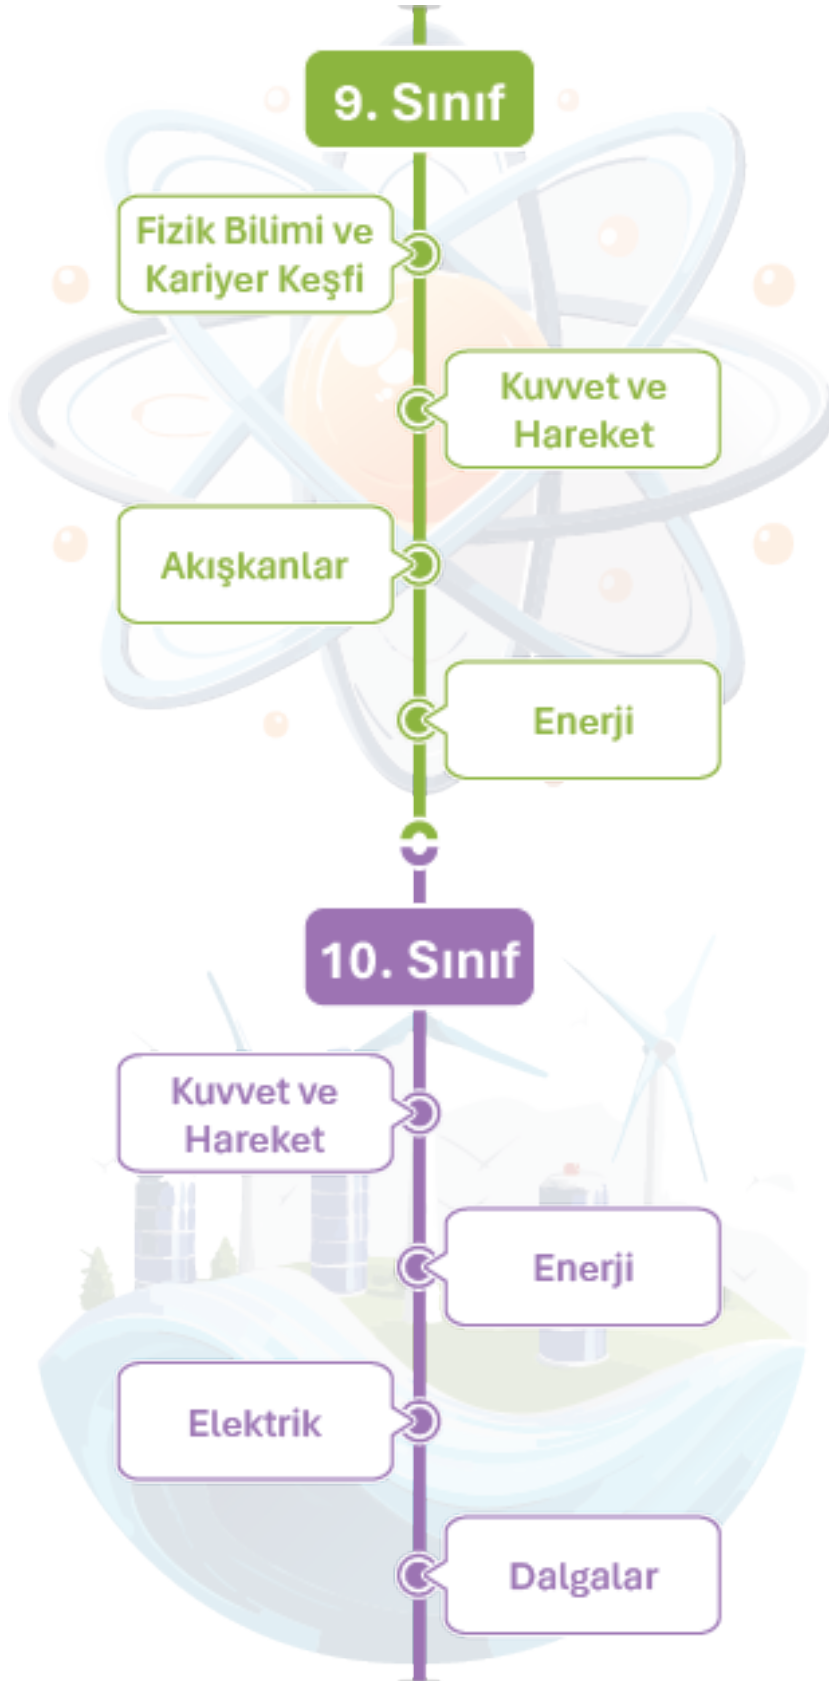 9. Sınıf
Fizik Bilimi ve
Kariyer Keşfi
Kuvvet ve
Hareket
Akışkanlar
Enerji
10. Sınıf
Kuvvet ve
Hareket
Enerji
Elektrik
Dalgalar